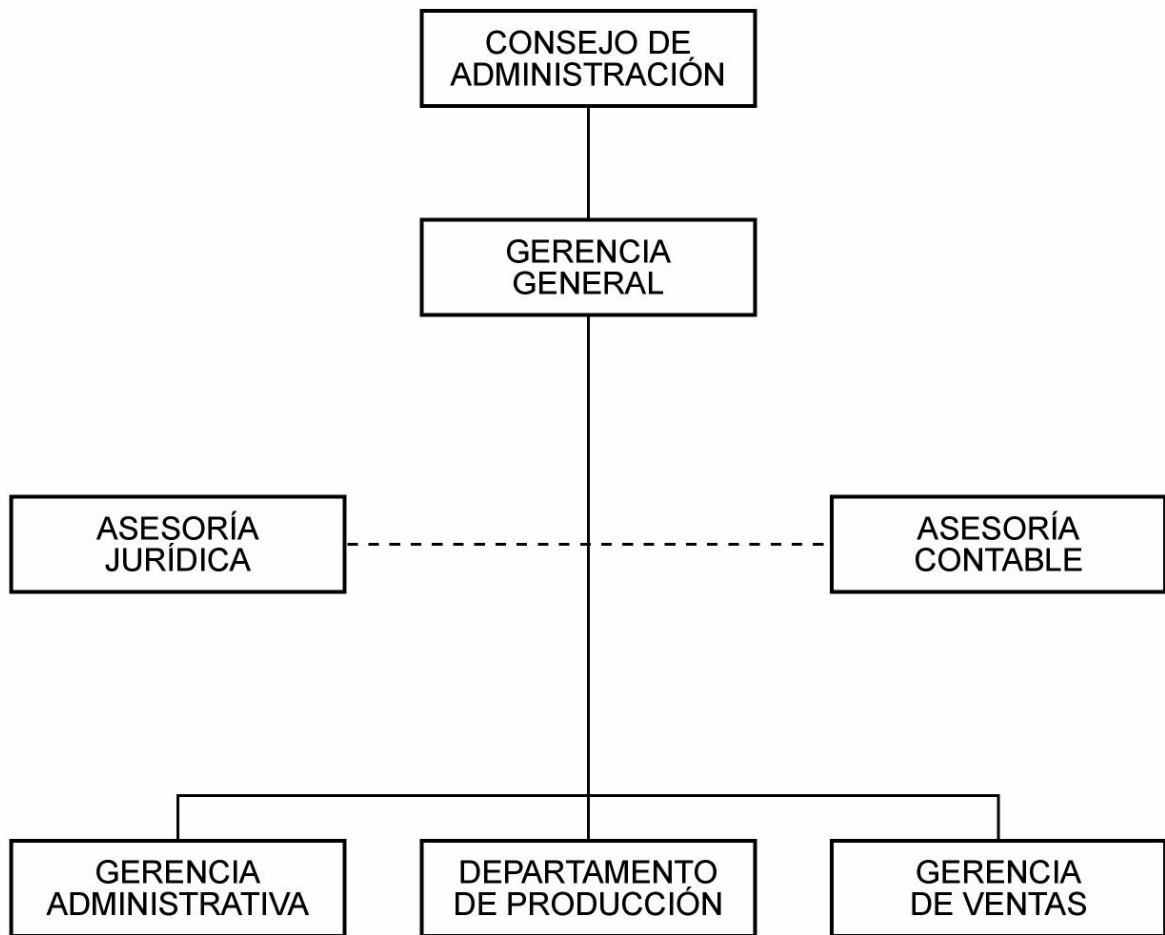 CONSEJO DE
ADMINISTRACIÓN
GERENCIA
GENERAL
ASESORÍA
JURÍDICA
ASESORÍA
CONTABLE
GERENCIA
ADMINISTRATIVA
DEPARTAMENTO
DE PRODUCCIÓN
GERENCIA
DE VENTAS